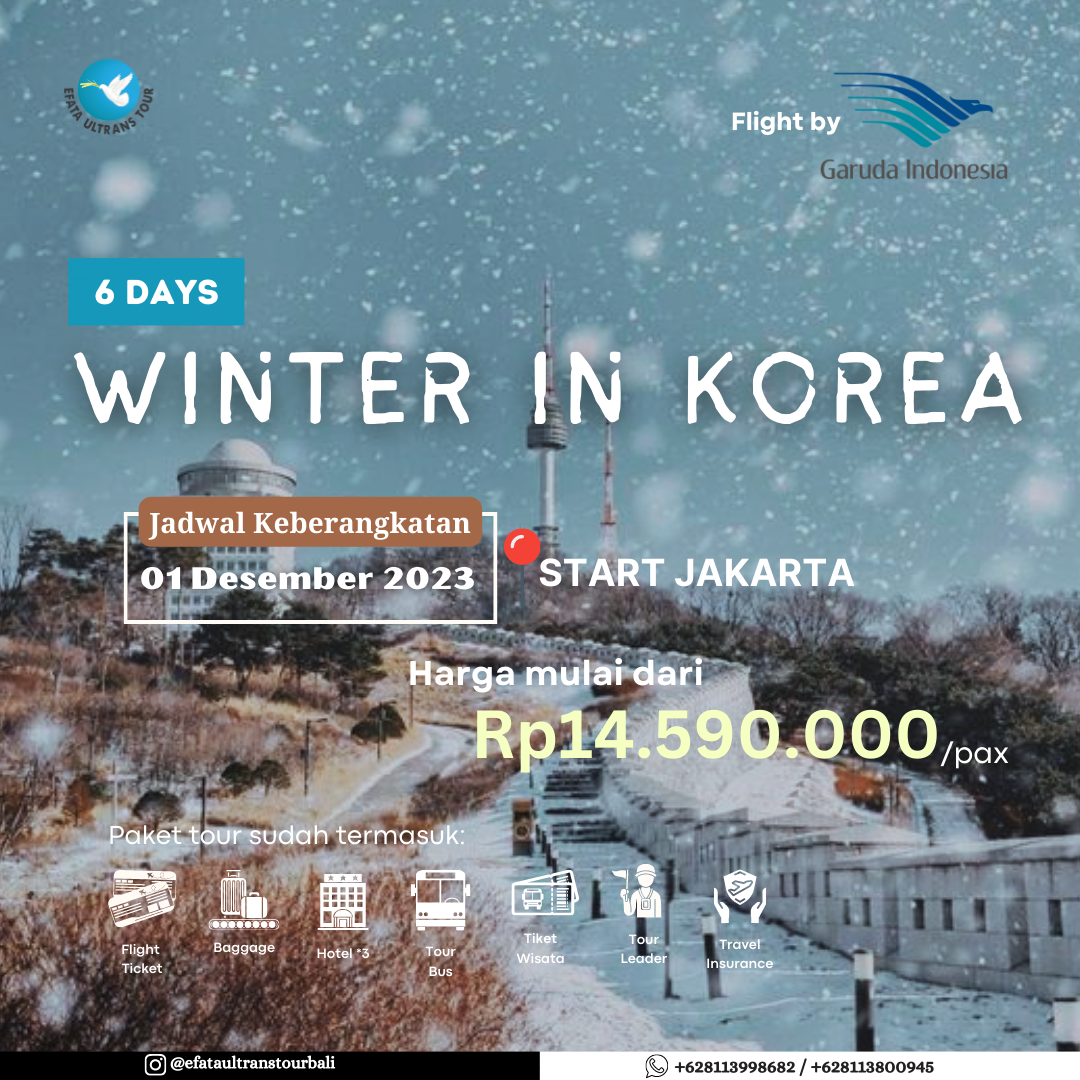 EFATA ULTRANS TOUR
Flight by
Garuda Indonesia
6 DAYS
WINTER IN KOREA
Jadwal Keberangkatan
01 Desember 2023
START JAKARTA
Harga mulai dari
Rp14.590.000/pax
Paket tour sudah termasuk:
Flight
Ticket
Baggage
Hotel *3
Tour
Bus
Tiket
Wisata
Tour
Leader
Travel
Insurance
@efataultranstourbali
+628113998682 / +628113800945